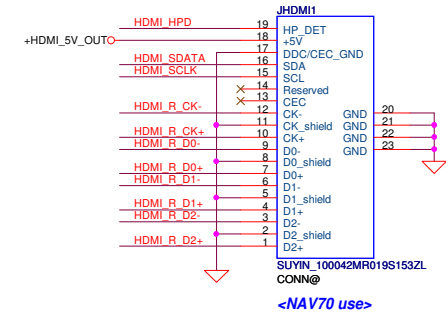 JHDMI1
HDMI_HPD 19 HP_DET
+HDMI_5V_OUT 18 +5V
17 DDC/CEC_GND
HDMI_SDATA 16 SDA
HDMI_SCLK 15 SCL
14 Reserved
13 CEC
HDMI_R_CK- 12 CK- GND 20
11 CK_shield GND 21
HDMI_R_CK+ 10 CK+ GND 22
HDMI_R_D0- 9 D0- GND 23
8 D0_shield
HDMI_R_D0+ 7 D0+
HDMI_R_D1- 6 D1-
5 D1_shield
HDMI_R_D1+ 4 D1+
HDMI_R_D2- 3 D2-
2 D2_shield
HDMI_R_D2+ 1 D2+
SUYIN_100042MR019S153ZL
CONN@
<NAV70 use>